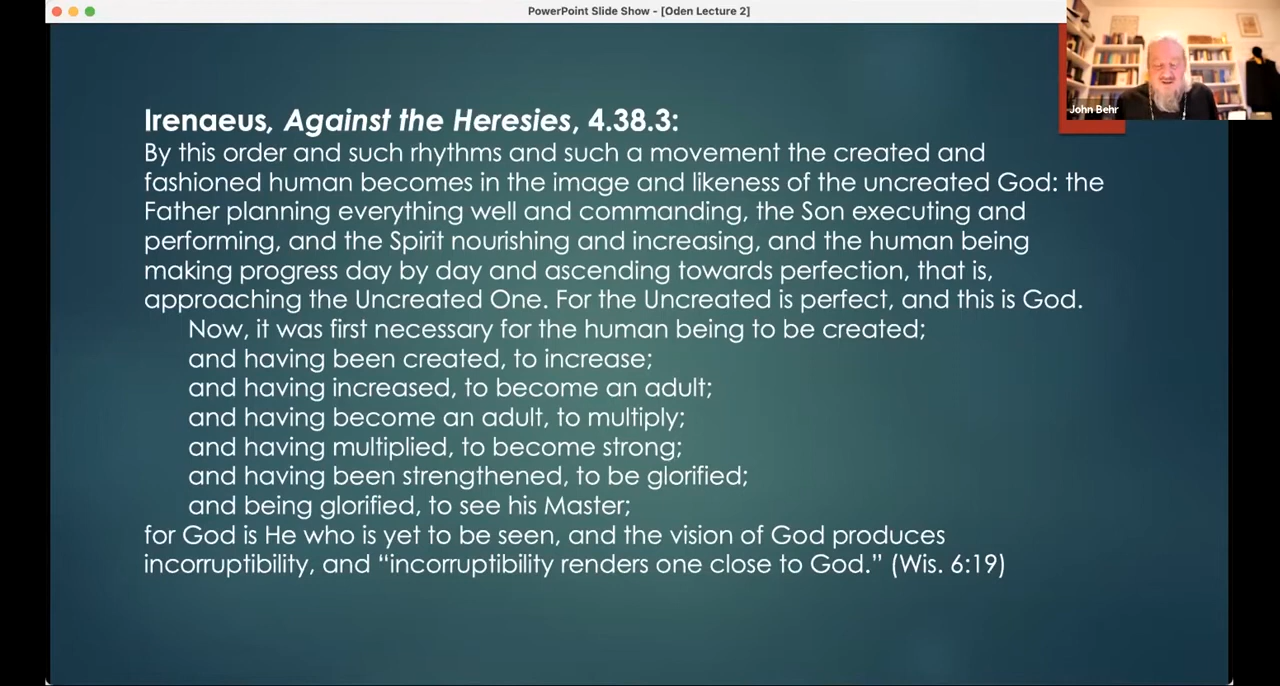 PowerPoint Slide Show - [Oden Lecture 2]
John Behr
Irenaeus, Against the Heresies, 4.38.3:
By this order and such rhythms and such a movement the created and
fashioned human becomes in the image and likeness of the uncreated God: the
Father planning everything well and commanding, the Son executing and
performing, and the Spirit nourishing and increasing, and the human being
making progress day by day and ascending towards perfection, that is,
approaching the Uncreated One. For the Uncreated is perfect, and this is God.
Now, it was first necessary for the human being to be created;
and having been created, to increase;
and having increased, to become an adult;
and having become an adult, to multiply;
and having multiplied, to become strong;
and having been strengthened, to be glorified;
and being glorified, to see his Master;
for God is He who is yet to be seen, and the vision of God produces
incorruptibility, and “incorruptibility renders one close to God.” (Wis. 6:19)